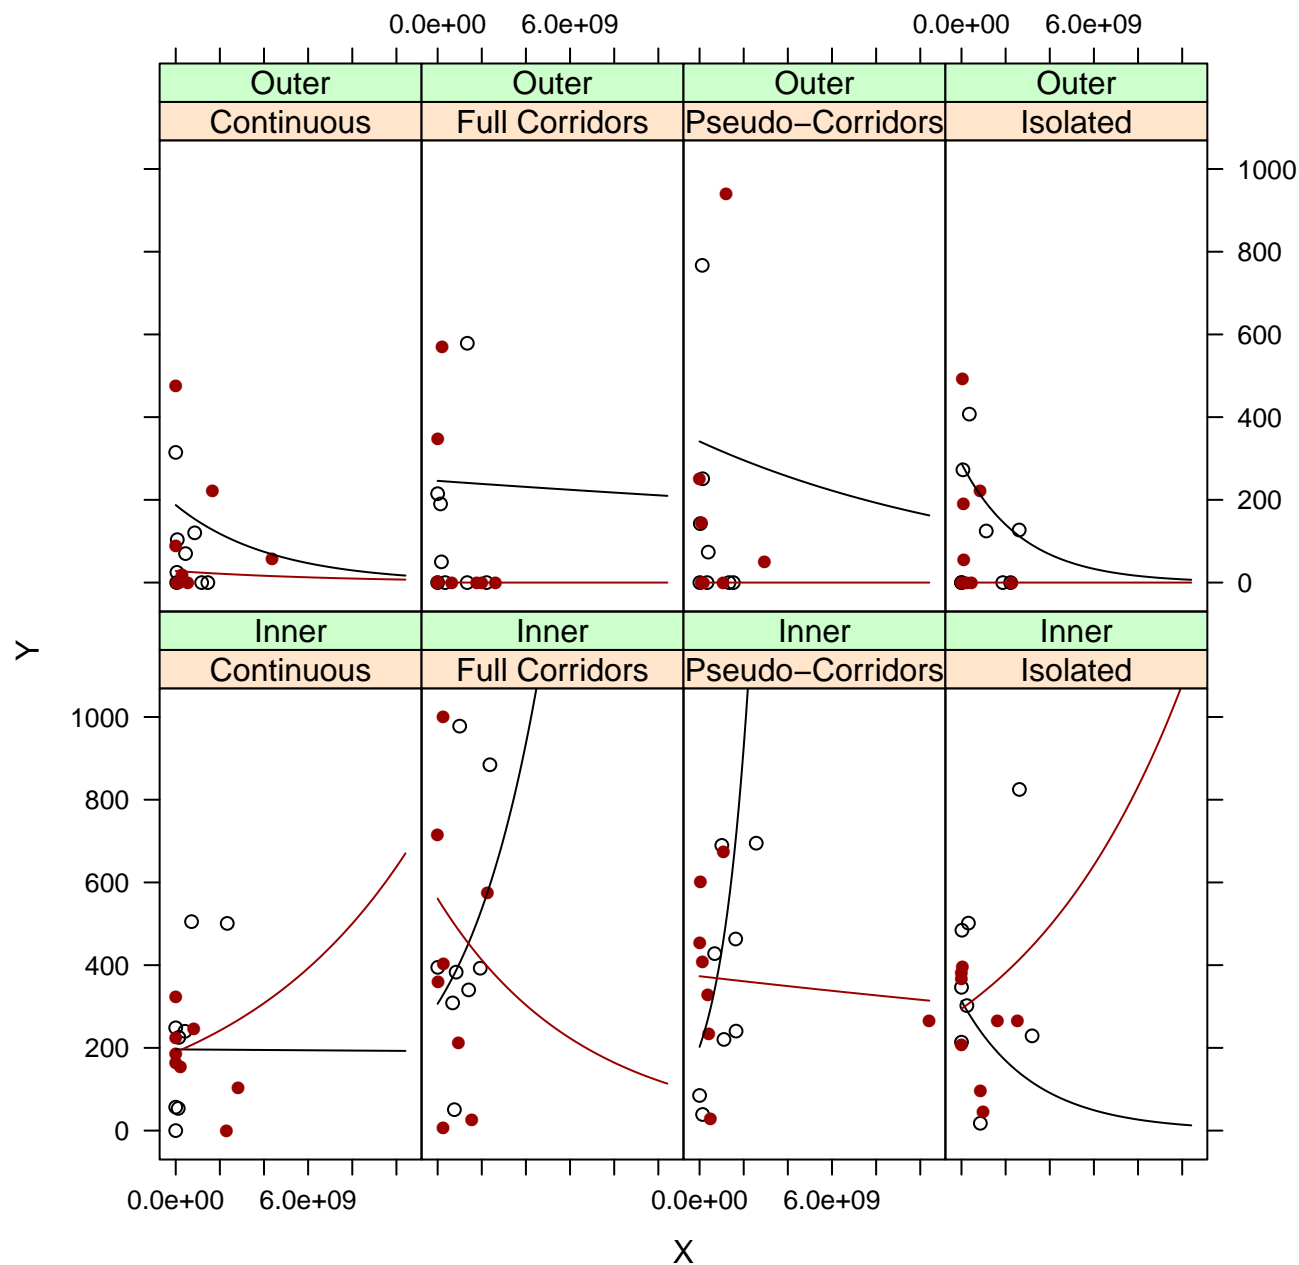 0.0e+00 6.0e+09 0.0e+00 6.0e+09
Outer Outer Outer Outer
Continuous Full Corridors Pseudo−Corridors Isolated
1000
800
600
400
200
0
Inner Inner Inner Inner
Continuous Full Corridors Pseudo−Corridors Isolated
1000
800
600
400
200
0
0.0e+00 6.0e+09 0.0e+00 6.0e+09
X
Y